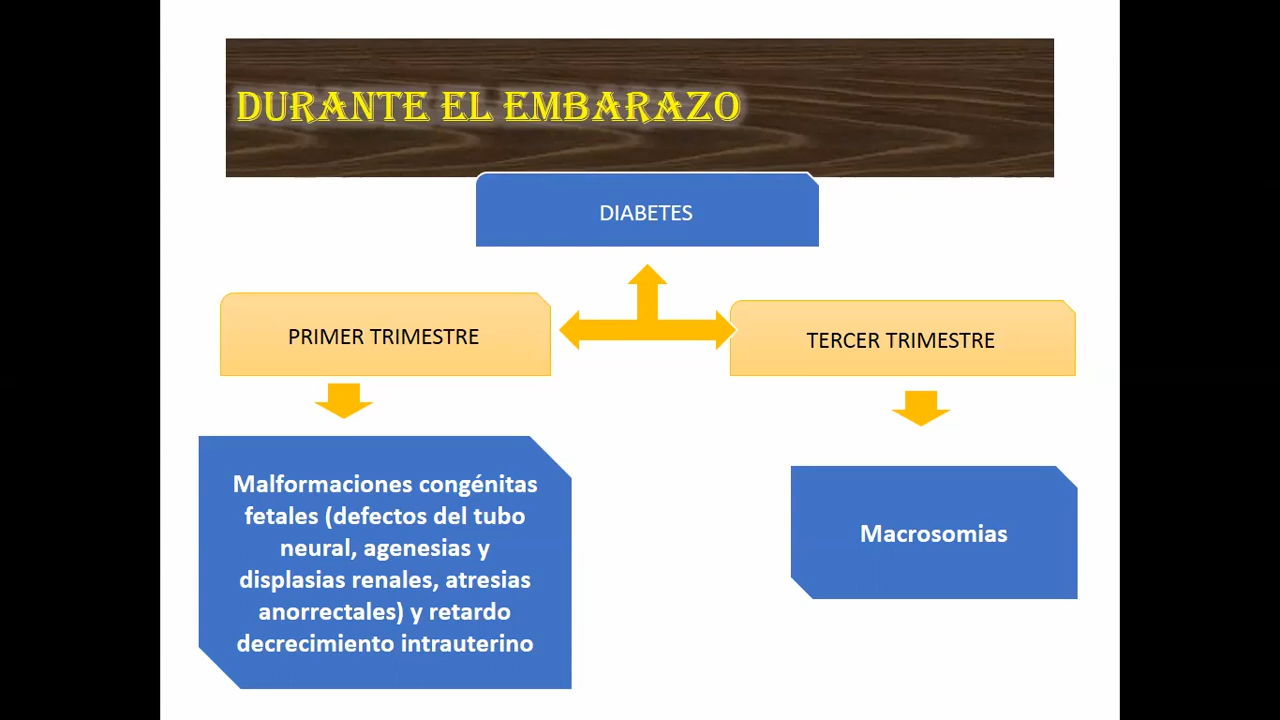 DURANTE EL EMBARAZO
DIABETES
PRIMER TRIMESTRE
TERCER TRIMESTRE
Malformaciones congénitas
fetales (defectos del tubo
neural, agenesias y
displasias renales, atresias
anorrectales) y retardo
decrecimiento intrauterino
Macrosomias